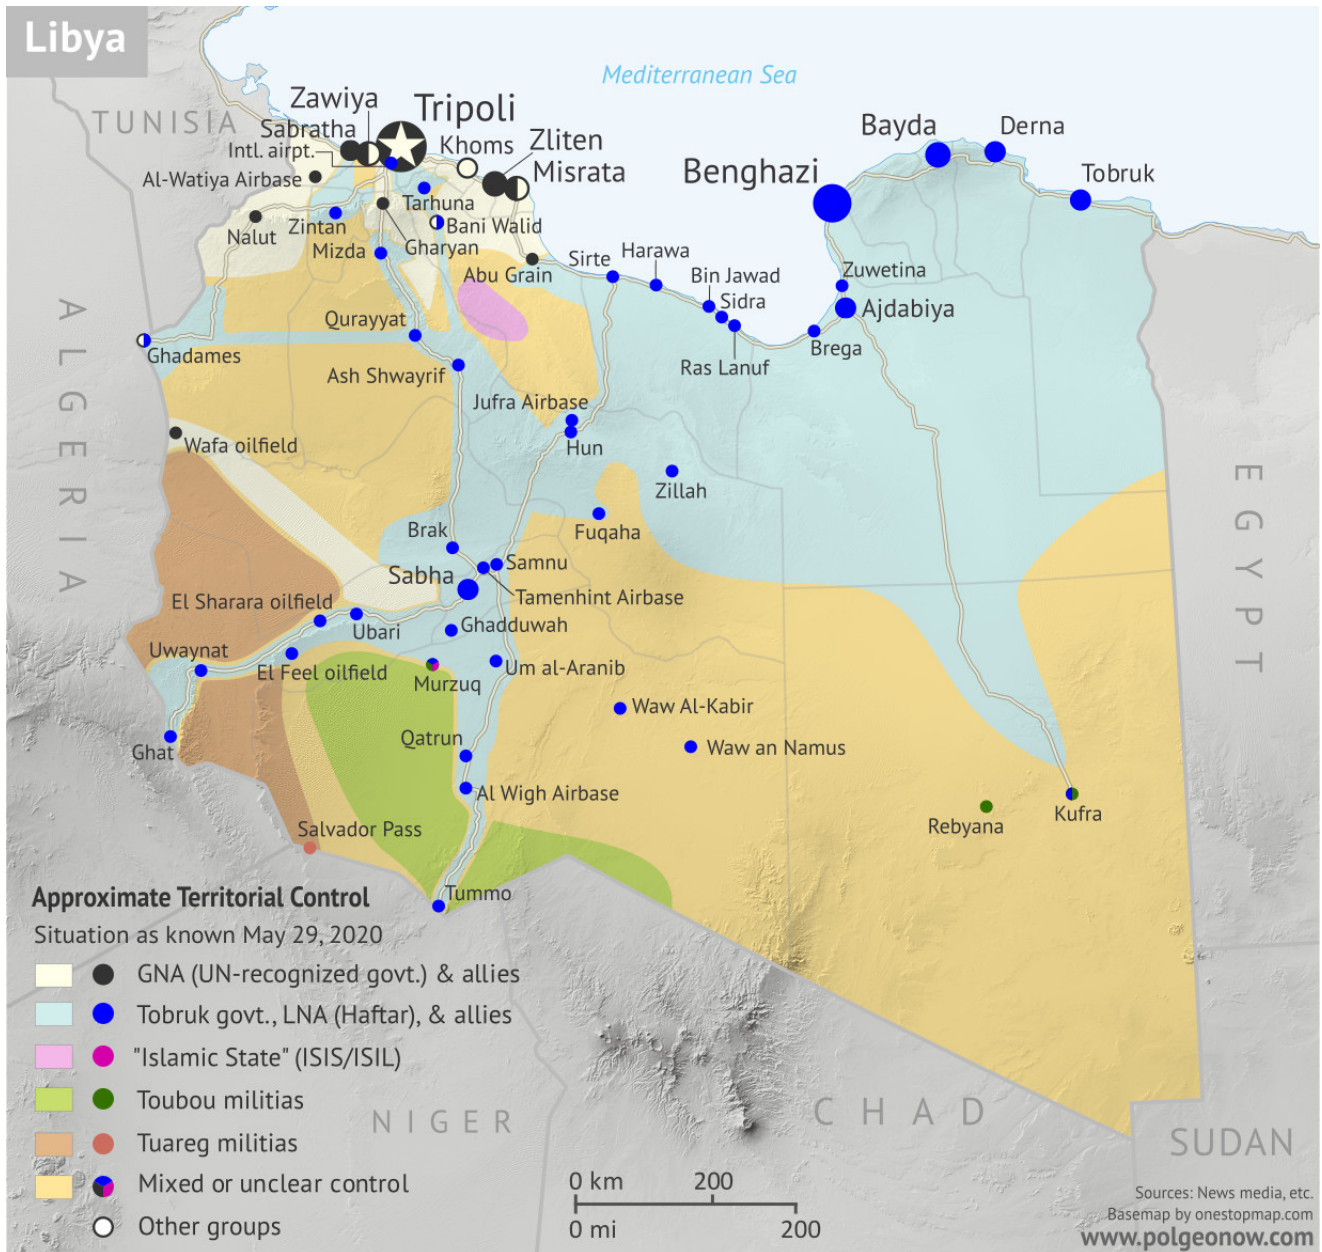 Libya
Mediterranean Sea
TUNISIA
Zawiya
Tripoli
Sabratha
Khoms
Zliten
Intl. airpt.
Misrata
Al-Watiya Airbase
Tarhuna
Bani Walid
Nalut
Zintan
Gharyan
Mizda
Abu Grain
Sirte
Harawa
Bin Jawad
Sidra
Ras Lanuf
Benghazi
Bayda
Derna
Tobruk
Zuwetina
Ajdabiya
Brega
Qurayyat
Ghadames
Ash Shwayrif
Jufra Airbase
Hun
Wafa oilfield
Zillah
Fuqaha
ALGERIA
EGYPT
Brak
Samnu
Sabha
Tamenhint Airbase
El Sharara oilfield
Ubari
Ghadduwah
Uwaynat
El Feel oilfield
Murzuq
Um al-Aranib
Waw Al-Kabir
Ghat
Qatrun
Waw an Namus
Al Wigh Airbase
Rebyana
Kufra
Salvador Pass
Tummo
Approximate Territorial Control
Situation as known May 29, 2020
GNA (UN-recognized govt.) & allies
Tobruk govt., LNA (Haftar), & allies
"Islamic State" (ISIS/ISIL)
Toubou militias
Tuareg militias
Mixed or unclear control
Other groups
NIGER
CHAD
SUDAN
0 km 200
0 mi 200
Sources: News media, etc.
Basemap by onestopmap.com
www.polgeonow.com